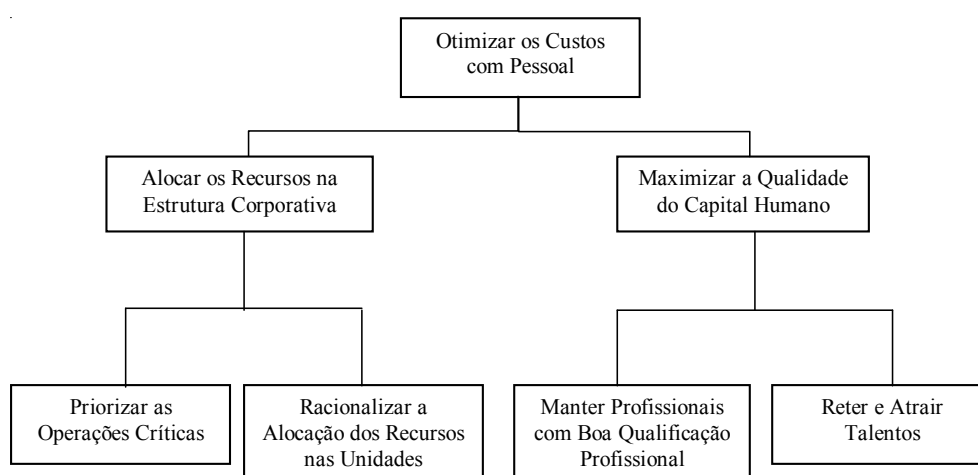 Otimizar os Custos
com Pessoal
Alocar os Recursos na
Estrutura Corporativa
Maximizar a Qualidade
do Capital Humano
Priorizar as
Operações Críticas
Racionalizar a
Alocação dos Recursos
nas Unidades
Manter Profissionais
com Boa Qualificação
Profissional
Reter e Atrair
Talentos